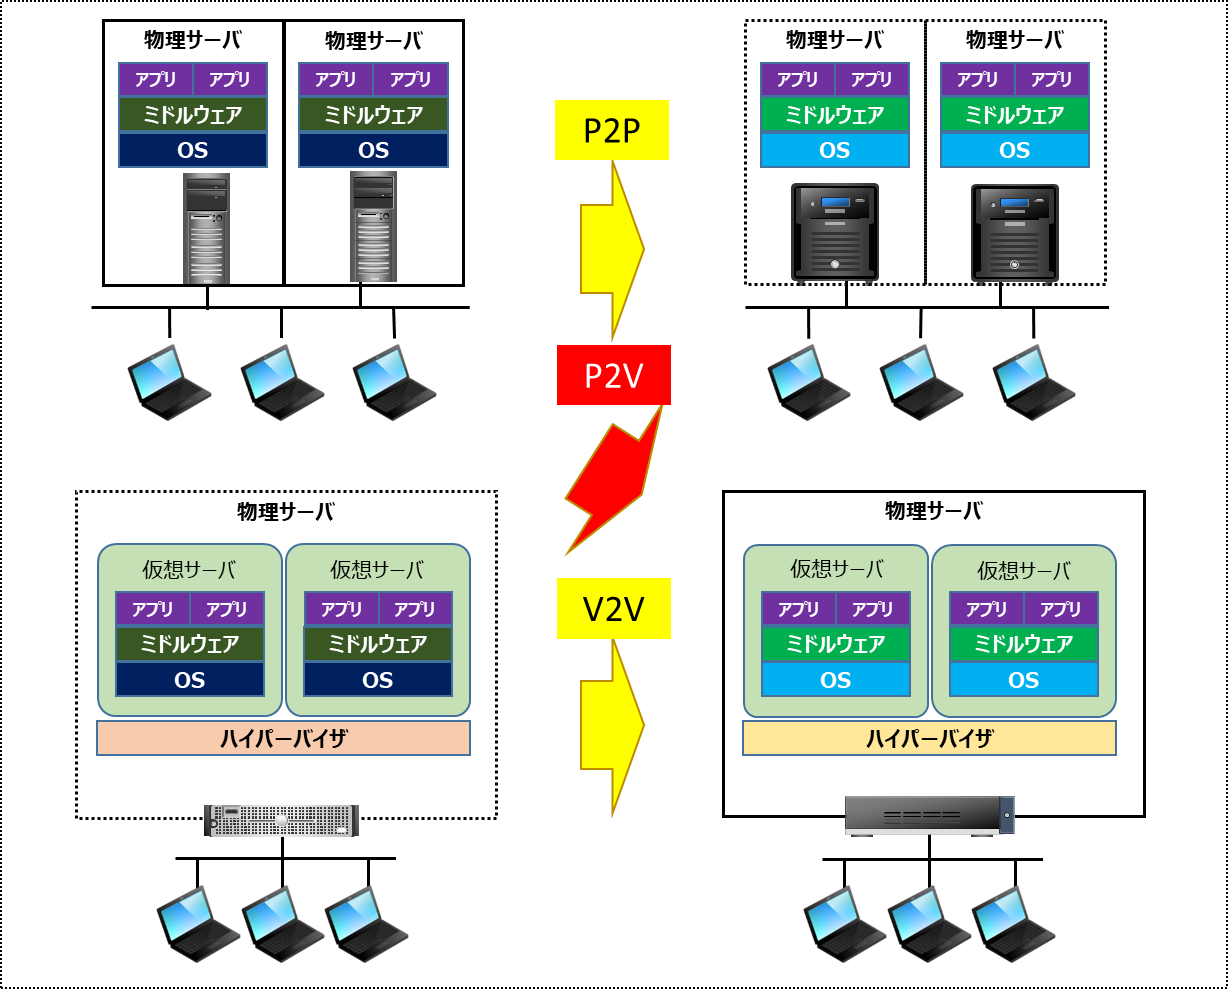 物理サーバ
物理サーバ
アプリ
アプリ
アプリ
アプリ
ミドルウェア
ミドルウェア
OS
OS
P2P
物理サーバ
物理サーバ
アプリ
アプリ
アプリ
アプリ
ミドルウェア
ミドルウェア
OS
OS
P2V
物理サーバ
仮想サーバ
仮想サーバ
アプリ
アプリ
アプリ
アプリ
ミドルウェア
ミドルウェア
OS
OS
ハイパーバイザ
V2V
物理サーバ
仮想サーバ
仮想サーバ
アプリ
アプリ
アプリ
アプリ
ミドルウェア
ミドルウェア
OS
OS
ハイパーバイザ